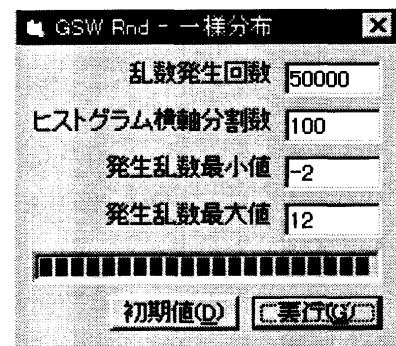 GSW Rnd - 一様分布
乱数発生回数 50000
ヒストグラム横軸分割数 100
発生乱数最小値 -2
発生乱数最大値 12
初期値(D) 実行(G)